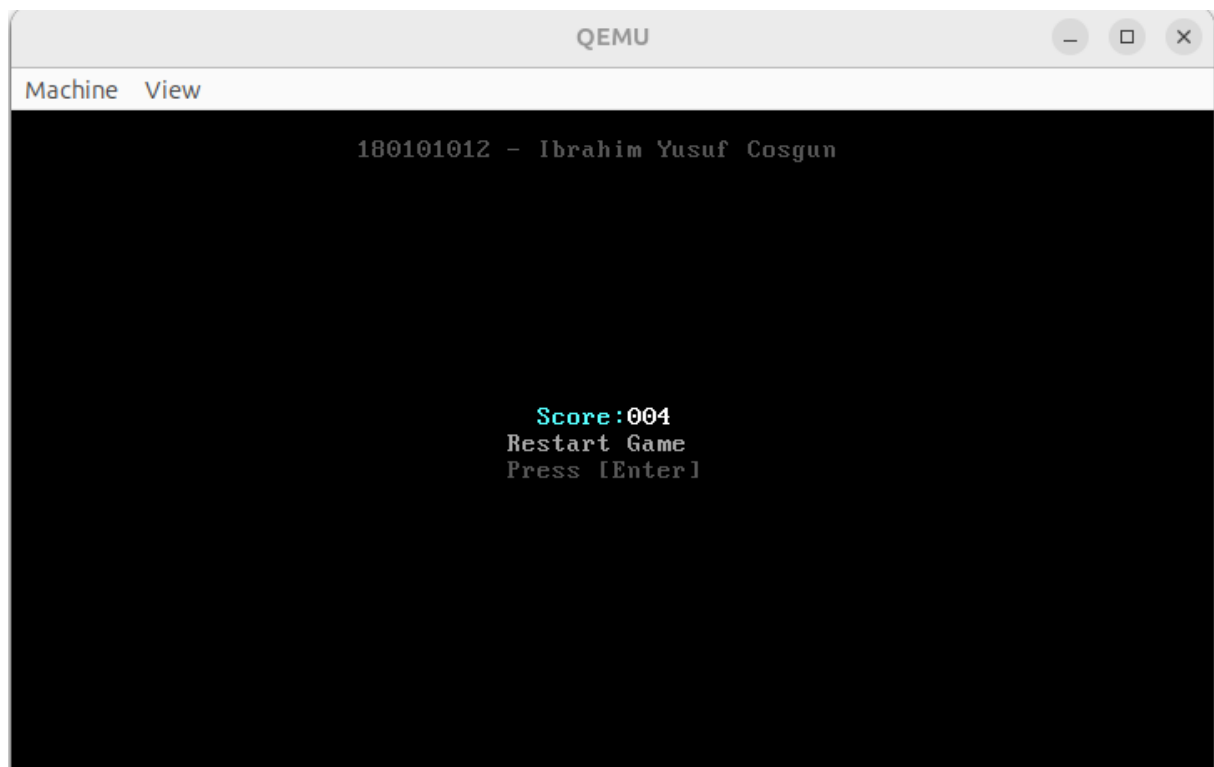 QEMU
Machine View
180101012 - Ibrahim Yusuf Cosgun
Score:004
Restart Game
Press [Enter]